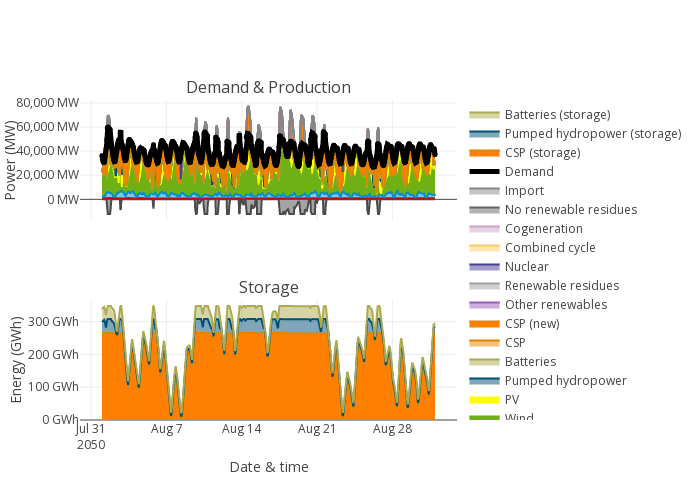 Demand & Production
80,000 MW
60,000 MW
40,000 MW
20,000 MW
0 MW
Power (MW)
Storage
300 GWh
200 GWh
100 GWh
0 GWh
Energy (GWh)
Jul 31
2050
Aug 7
Aug 14
Aug 21
Aug 28
Date & time
Batteries (storage)
Pumped hydropower (storage)
CSP (storage)
Demand
Import
No renewable residues
Cogeneration
Combined cycle
Nuclear
Renewable residues
Other renewables
CSP (new)
CSP
Batteries
Pumped hydropower
PV
Wind